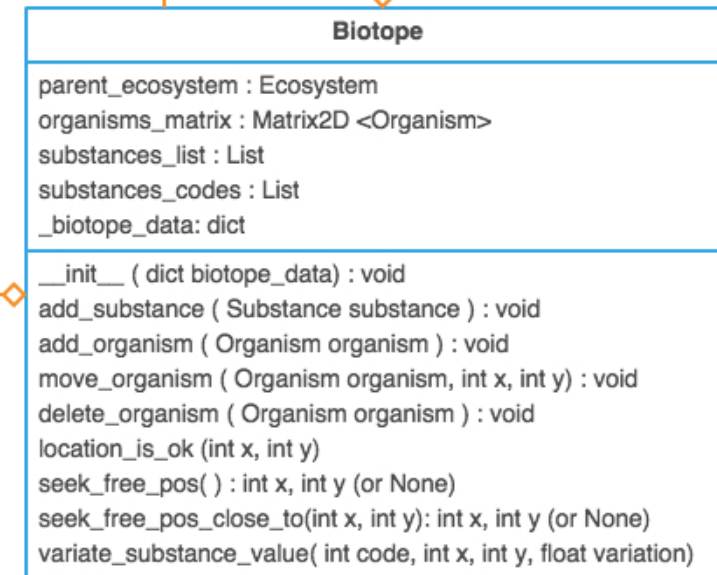 Biotope
parent_ecosystem : Ecosystem
organisms_matrix : Matrix2D <Organism>
substances_list : List
substances_codes : List
_biotope_data: dict
__init__ ( dict biotope_data) : void
add_substance ( Substance substance ) : void
add_organism ( Organism organism ) : void
move_organism ( Organism organism, int x, int y) : void
delete_organism ( Organism organism ) : void
location_is_ok (int x, int y)
seek_free_pos( ) : int x, int y (or None)
seek_free_pos_close_to(int x, int y): int x, int y (or None)
variate_substance_value( int code, int x, int y, float variation)